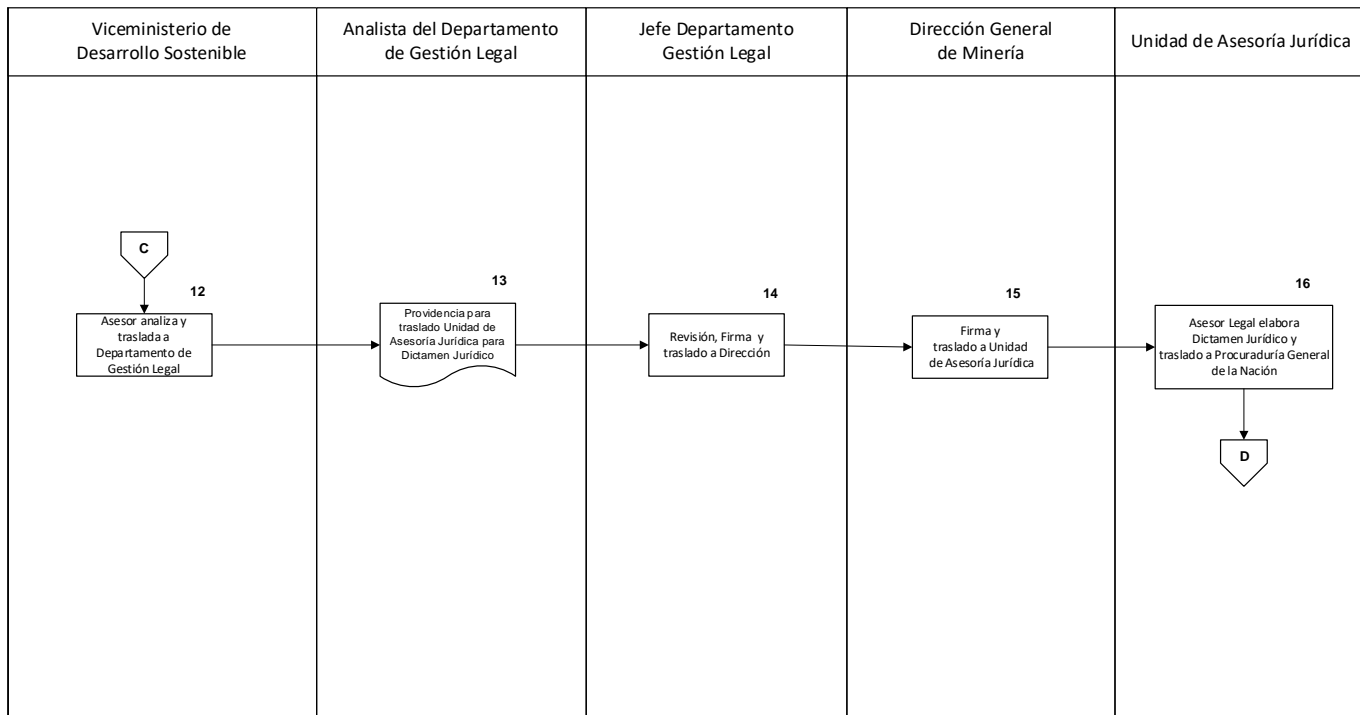 Viceministerio de
Desarrollo Sostenible
Analista del Departamento
de Gestión Legal
Jefe Departamento
Gestión Legal
Dirección General
de Minería
Unidad de Asesoría Jurídica
C
12
Asesor analiza y
traslada a
Departamento de
Gestión Legal
13
Providencia para
traslado Unidad de
Asesoría Jurídica para
Dictamen Jurídico
14
Revisión, Firma y
traslado a Dirección
15
Firma y
traslado a Unidad
de Asesoría Jurídica
16
Asesor Legal elabora
Dictamen Jurídico y
traslado a Procuraduría General
de la Nación
D